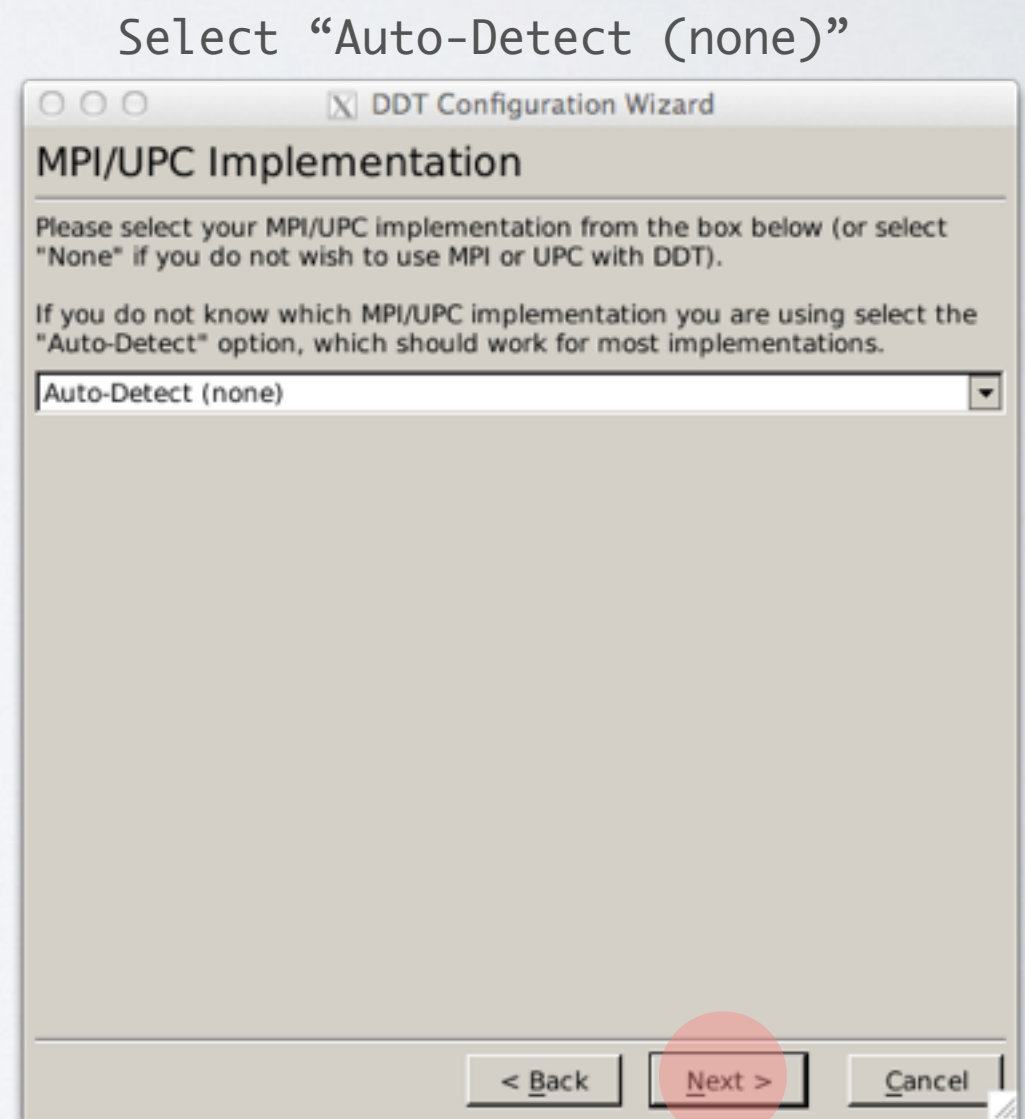 Select “Auto-Detect (none)”
X DDT Configuration Wizard
MPI/UPC Implementation
Please select your MPI/UPC implementation from the box below (or select
"None" if you do not wish to use MPI or UPC with DDT).
If you do not know which MPI/UPC implementation you are using select the
"Auto-Detect" option, which should work for most implementations.
Auto-Detect (none)
< Back Next > Cancel